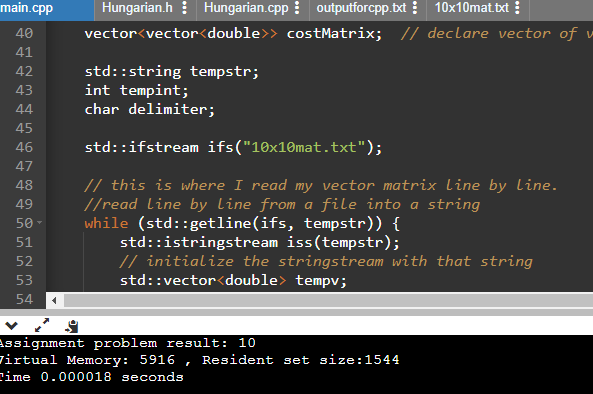 main.cpp Hungarian.h Hungarian.cpp outputforcpp.txt 10x10mat.txt
40 vector<vector<double>> costMatrix; // declare vector of v
41
42 std::string tempstr;
43 int tempint;
44 char delimiter;
45
46 std::ifstream ifs("10x10mat.txt");
47
48 // this is where I read my vector matrix line by line.
49 //read line by line from a file into a string
50 while (std::getline(ifs, tempstr)) {
51 std::istringstream iss(tempstr);
52 // initialize the stringstream with that string
53 std::vector<double> tempv;
54
Assignment problem result: 10
Virtual Memory: 5916 , Resident set size:1544
Time 0.000018 seconds